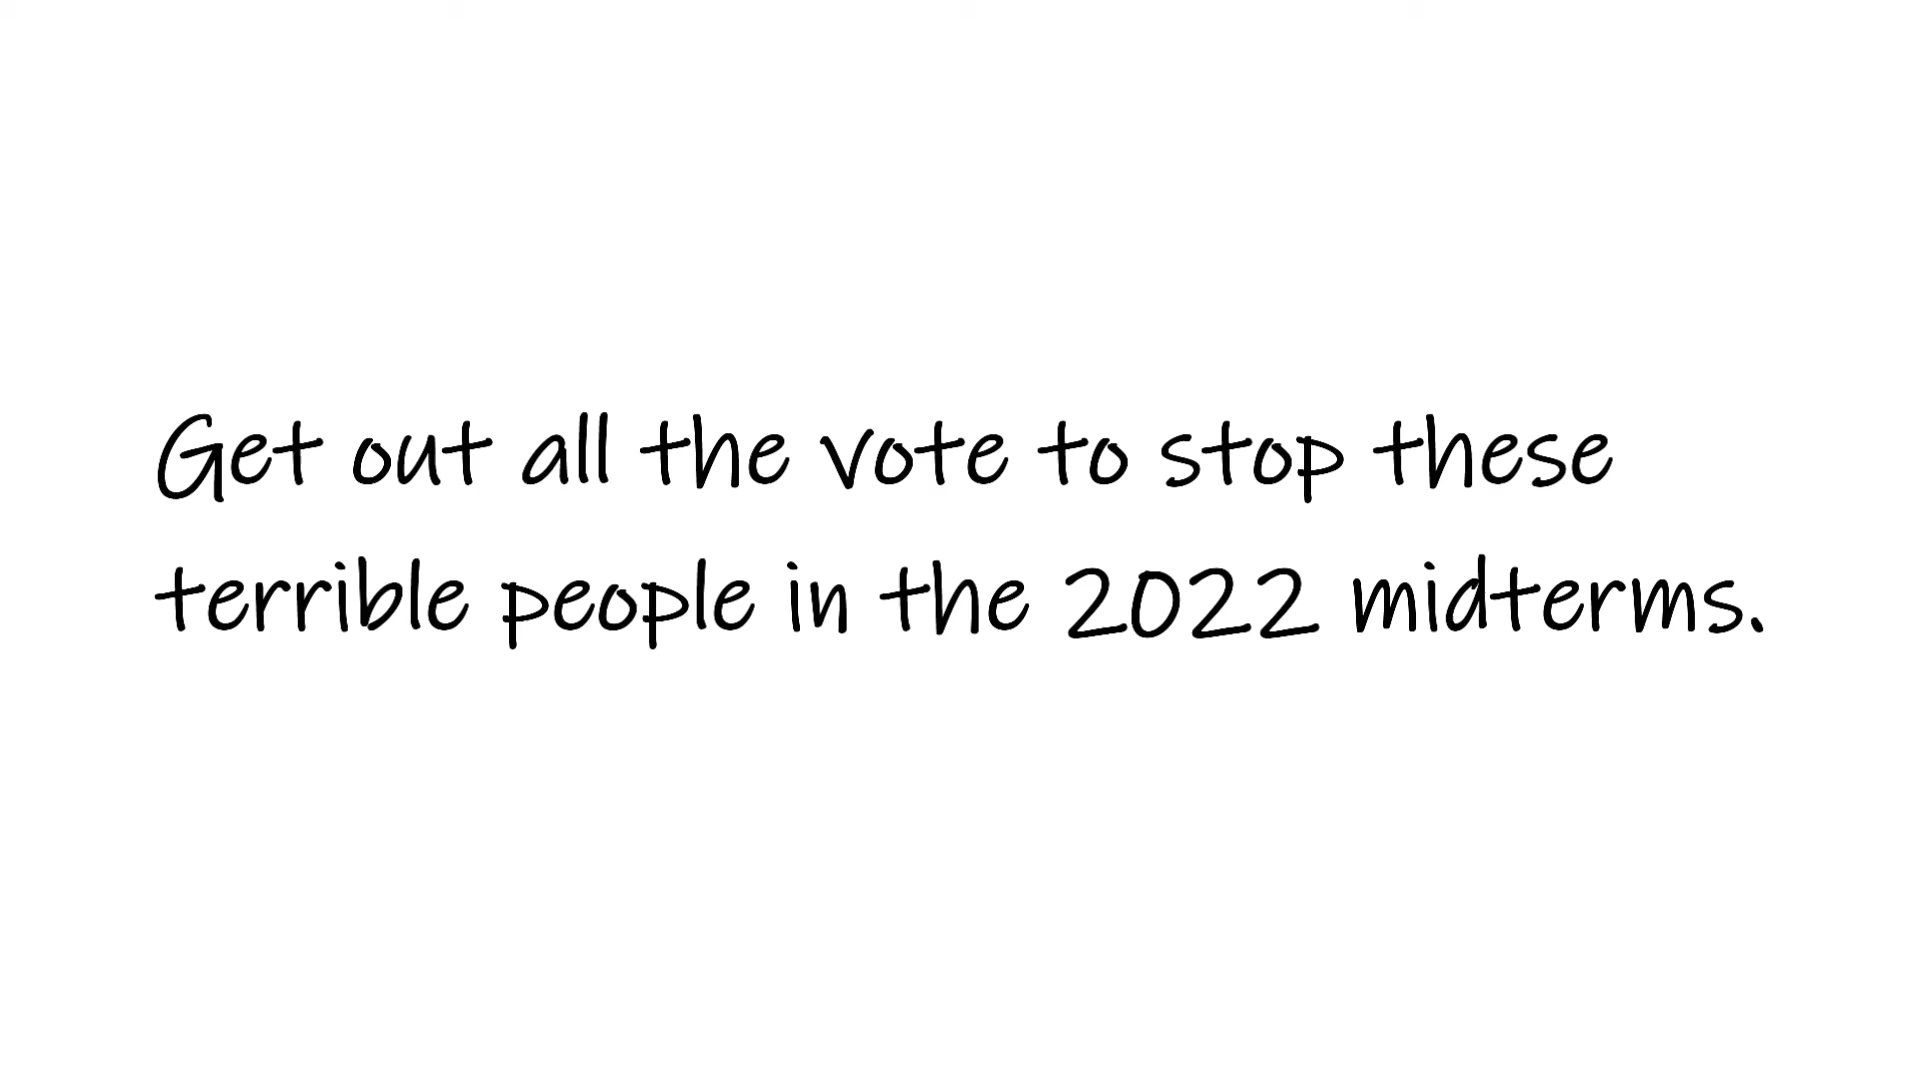 Get out all the vote to stop these
terrible people in the 2022 midterms.